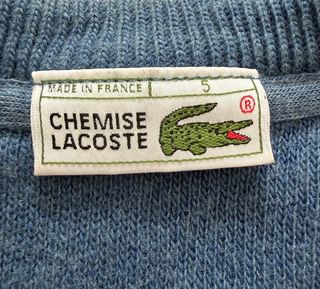 MADE IN FRANCE 5
CHEMISE
LACOSTE
®